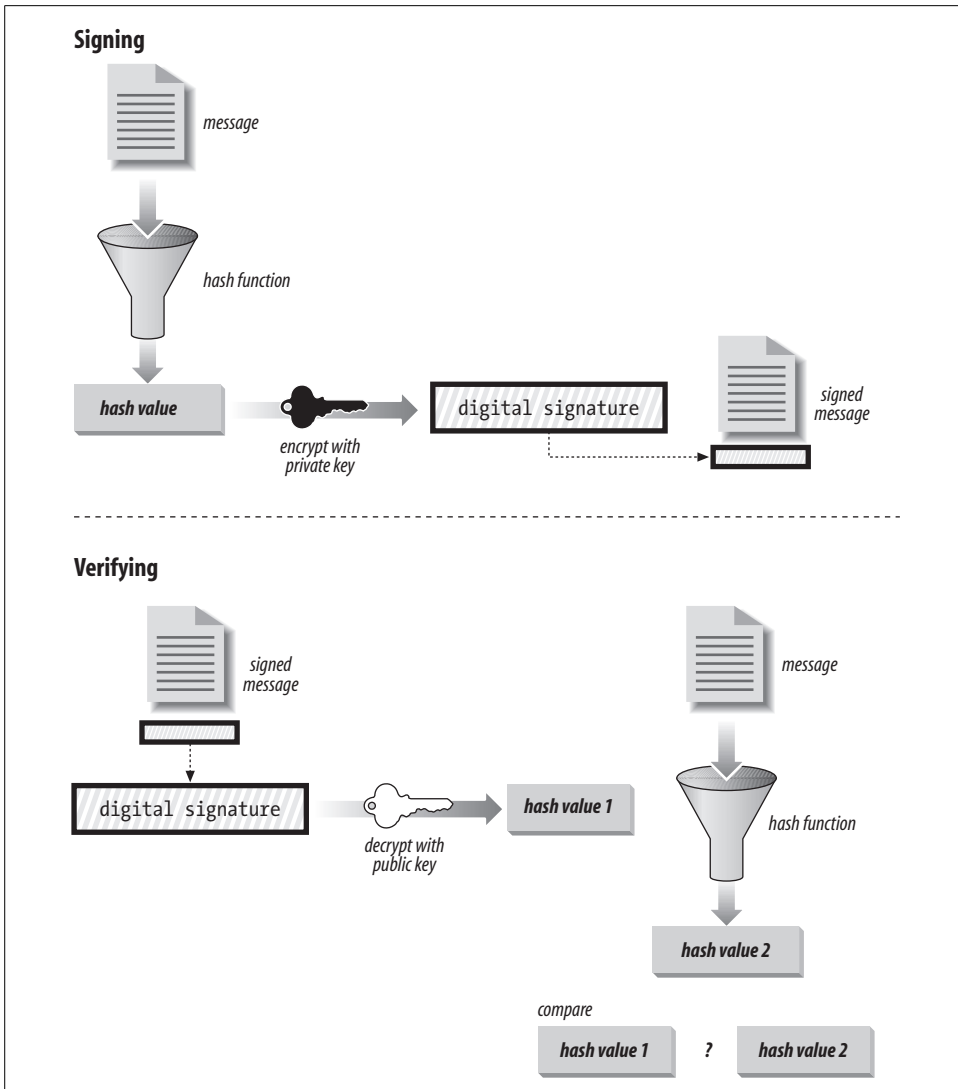 Signing
message
hash function
hash value
encrypt with
private key
digital signature
signed
message
Verifying
signed
message
digital signature
decrypt with
public key
hash value 1
message
hash function
hash value 2
compare
hash value 1 ? hash value 2